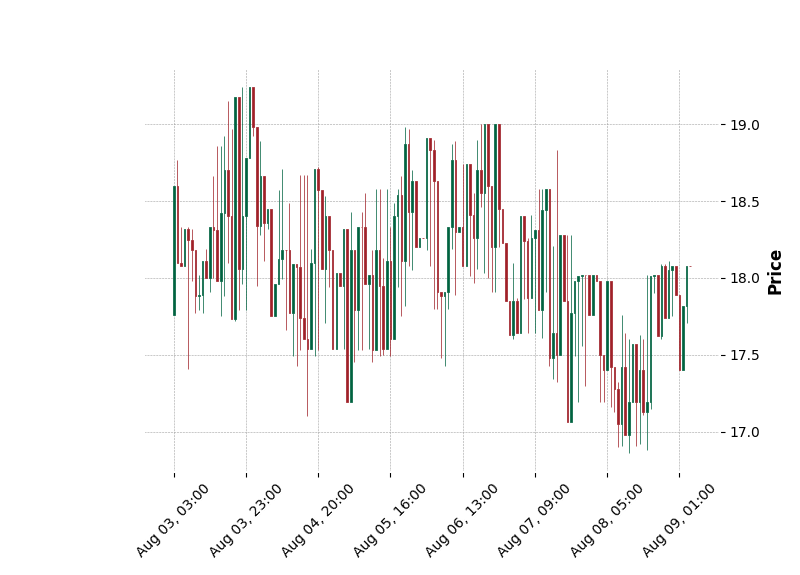 19.0
18.5
18.0
17.5
17.0
Price
Aug 03, 03:00
Aug 03, 23:00
Aug 04, 20:00
Aug 05, 16:00
Aug 06, 13:00
Aug 07, 09:00
Aug 08, 05:00
Aug 09, 01:00